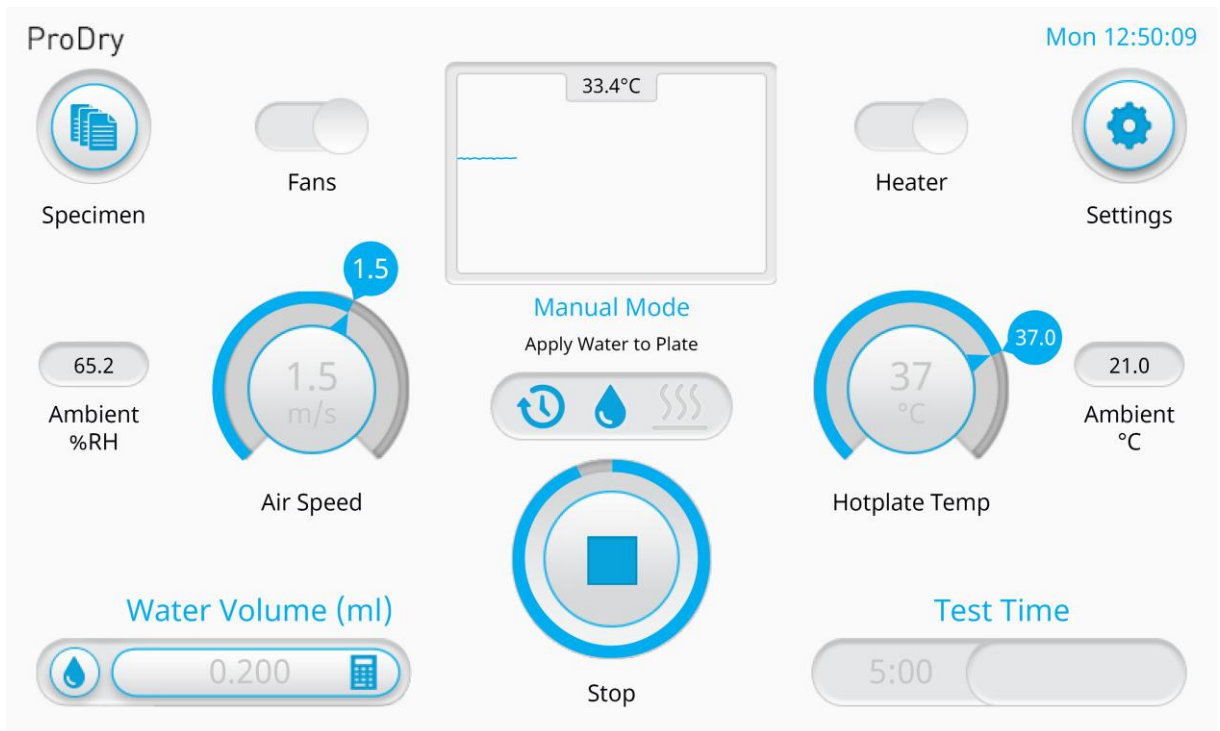 ProDry
Mon 12:50:09
33.4°C
Specimen
Fans
Heater
Settings
1.5
1.5
m/s
Air Speed
65.2
Ambient
%RH
Manual Mode
Apply Water to Plate
37.0
37
°C
Hotplate Temp
21.0
Ambient
°C
Water Volume (ml)
0.200
Stop
Test Time
5:00